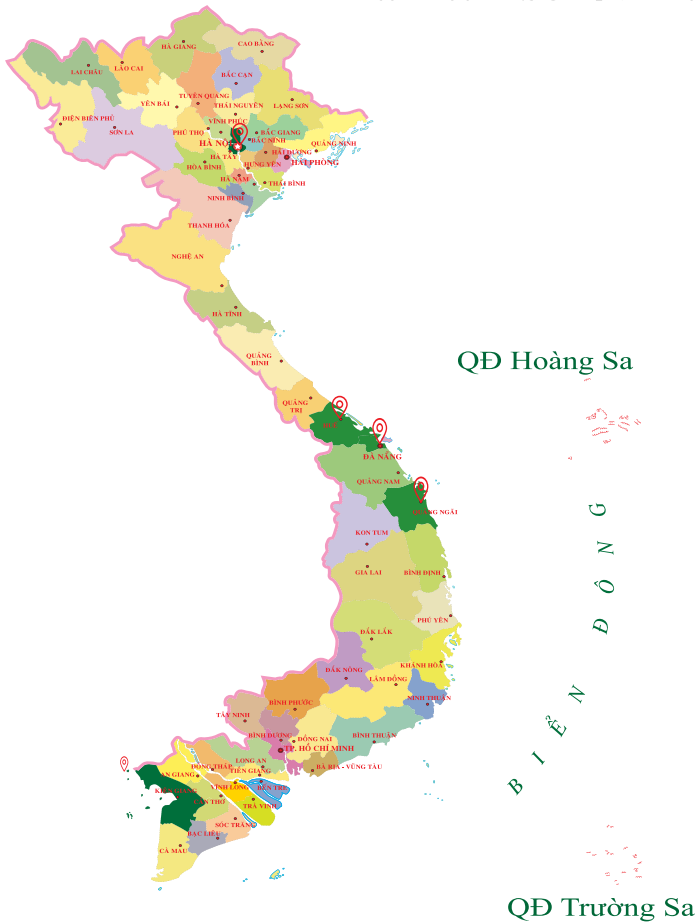 HÀ GIANG
CAO BẰNG
LAI CHÂU
LÀO CAI
BẮC CẠN
TUYÊN QUANG
YÊN BÁI
THÁI NGUYÊN
LẠNG SƠN
ĐIỆN BIÊN PHỦ
SƠN LA
PHÚ THỌ
VĨNH PHÚC
BẮC GIANG
HÀ NỘI
BẮC NINH
QUẢNG NINH
HÀ TÂY
HẢI DƯƠNG
HẢI PHÒNG
HÒA BÌNH
HƯNG YÊN
HÀ NAM
THÁI BÌNH
NINH BÌNH
THANH HÓA
NGHỆ AN
HÀ TĨNH
QUẢNG
BÌNH
QUẢNG
TRỊ
HUẾ
ĐÀ NẴNG
QUẢNG NAM
QUẢNG NGÃI
KON TUM
GIA LAI
BÌNH ĐỊNH
PHÚ YÊN
ĐẮK LẮK
KHÁNH HÒA
ĐẮK NÔNG
LÂM ĐỒNG
NINH THUẬN
BÌNH PHƯỚC
TÂY NINH
BÌNH DƯƠNG
ĐỒNG NAI
BÌNH THUẬN
TP. HỒ CHÍ MINH
LONG AN
BÀ RỊA - VŨNG TÀU
ĐỒNG THÁP
TIỀN GIANG
AN GIANG
VĨNH LONG
BẾN TRE
CẦN THƠ
TRÀ VINH
SÓC TRĂNG
BẠC LIÊU
CÀ MAU
QĐ Hoàng Sa
BIỂN ĐÔNG
QĐ Trường Sa